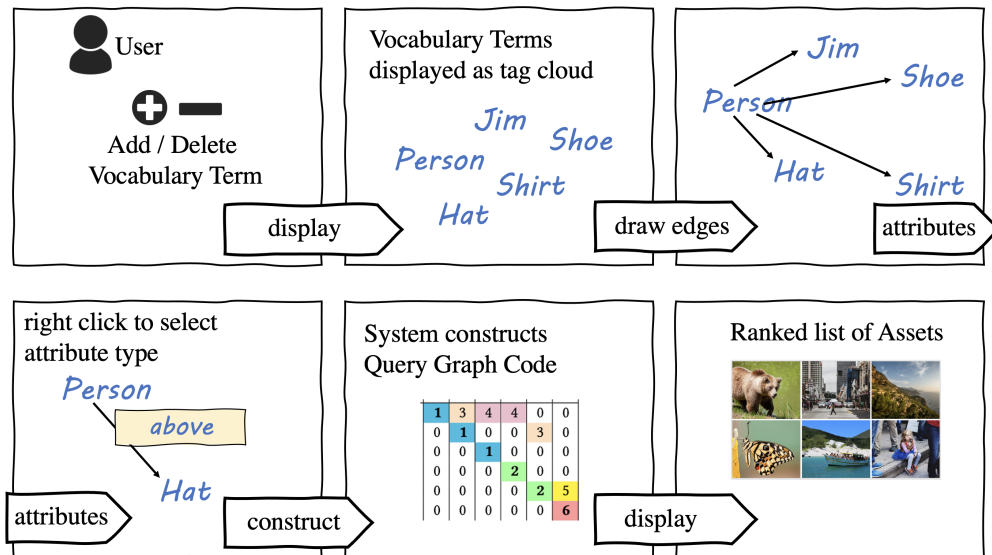 User
Add / Delete
Vocabulary Term
display
Vocabulary Terms
displayed as tag cloud
Jim
Shoe
Person
Shirt
Hat
draw edges
Jim
Shoe
Person
Hat
Shirt
attributes
right click to select
attribute type
Person
above
Hat
attributes
construct
System constructs
Query Graph Code
1 3 4 4 0 0
0 1 0 0 3 0
0 0 1 0 0 0
0 0 0 2 0 0
0 0 0 0 2 5
0 0 0 0 0 6
display
Ranked list of Assets